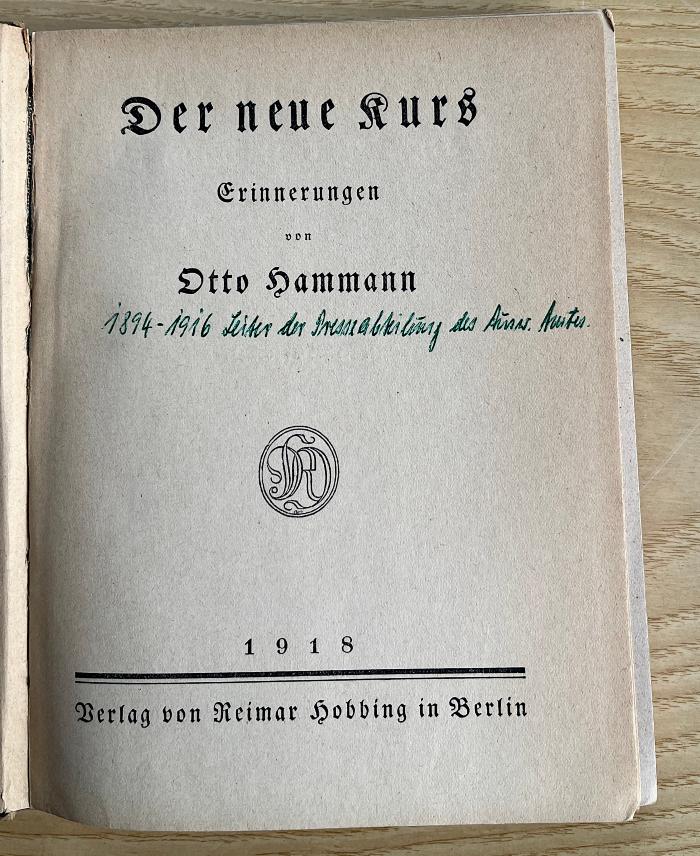 Der neue Kurs
Erinnerungen
von
Otto Hammann
1894-1916 Leiter der Presseabteilung des Ausw. Amtes.
1918
Verlag von Reimar Hobbing in Berlin